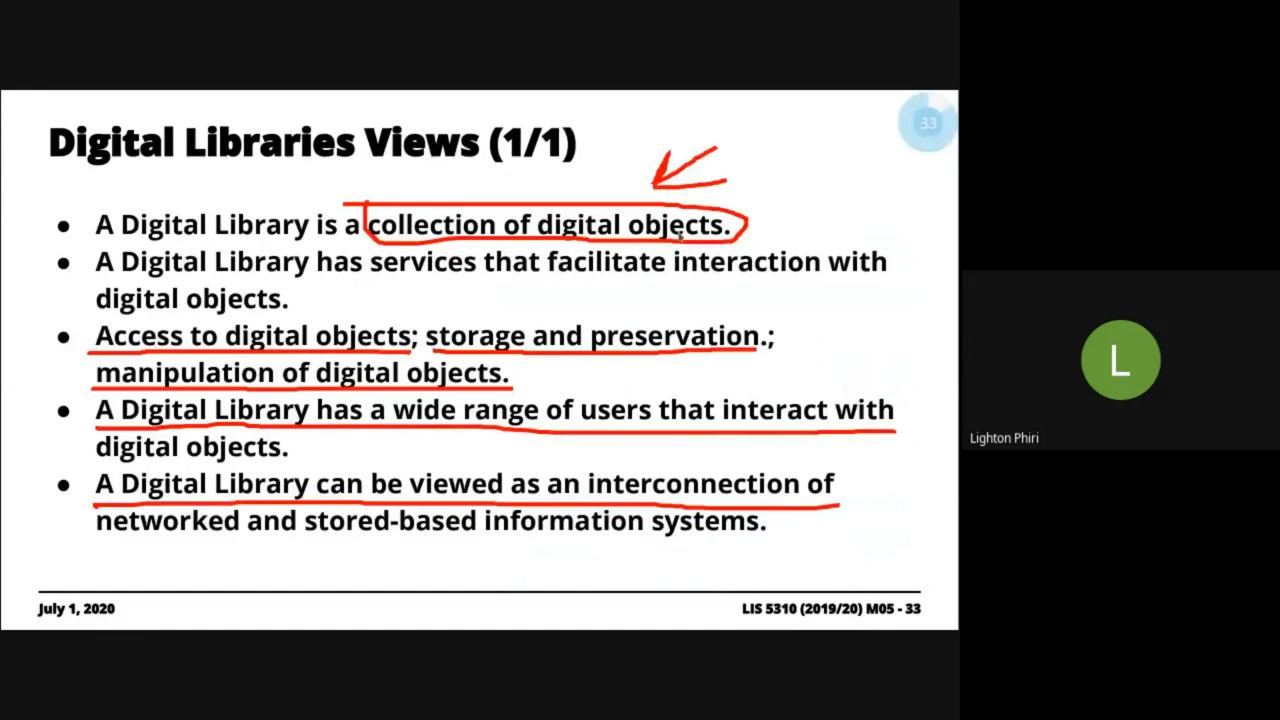 Digital Libraries Views (1/1)
33
● A Digital Library is a collection of digital objects.
● A Digital Library has services that facilitate interaction with
digital objects.
● Access to digital objects; storage and preservation.;
manipulation of digital objects.
● A Digital Library has a wide range of users that interact with
digital objects.
● A Digital Library can be viewed as an interconnection of
networked and stored-based information systems.
July 1, 2020
LIS 5310 (2019/20) M05 - 33
L
Lighton Phiri